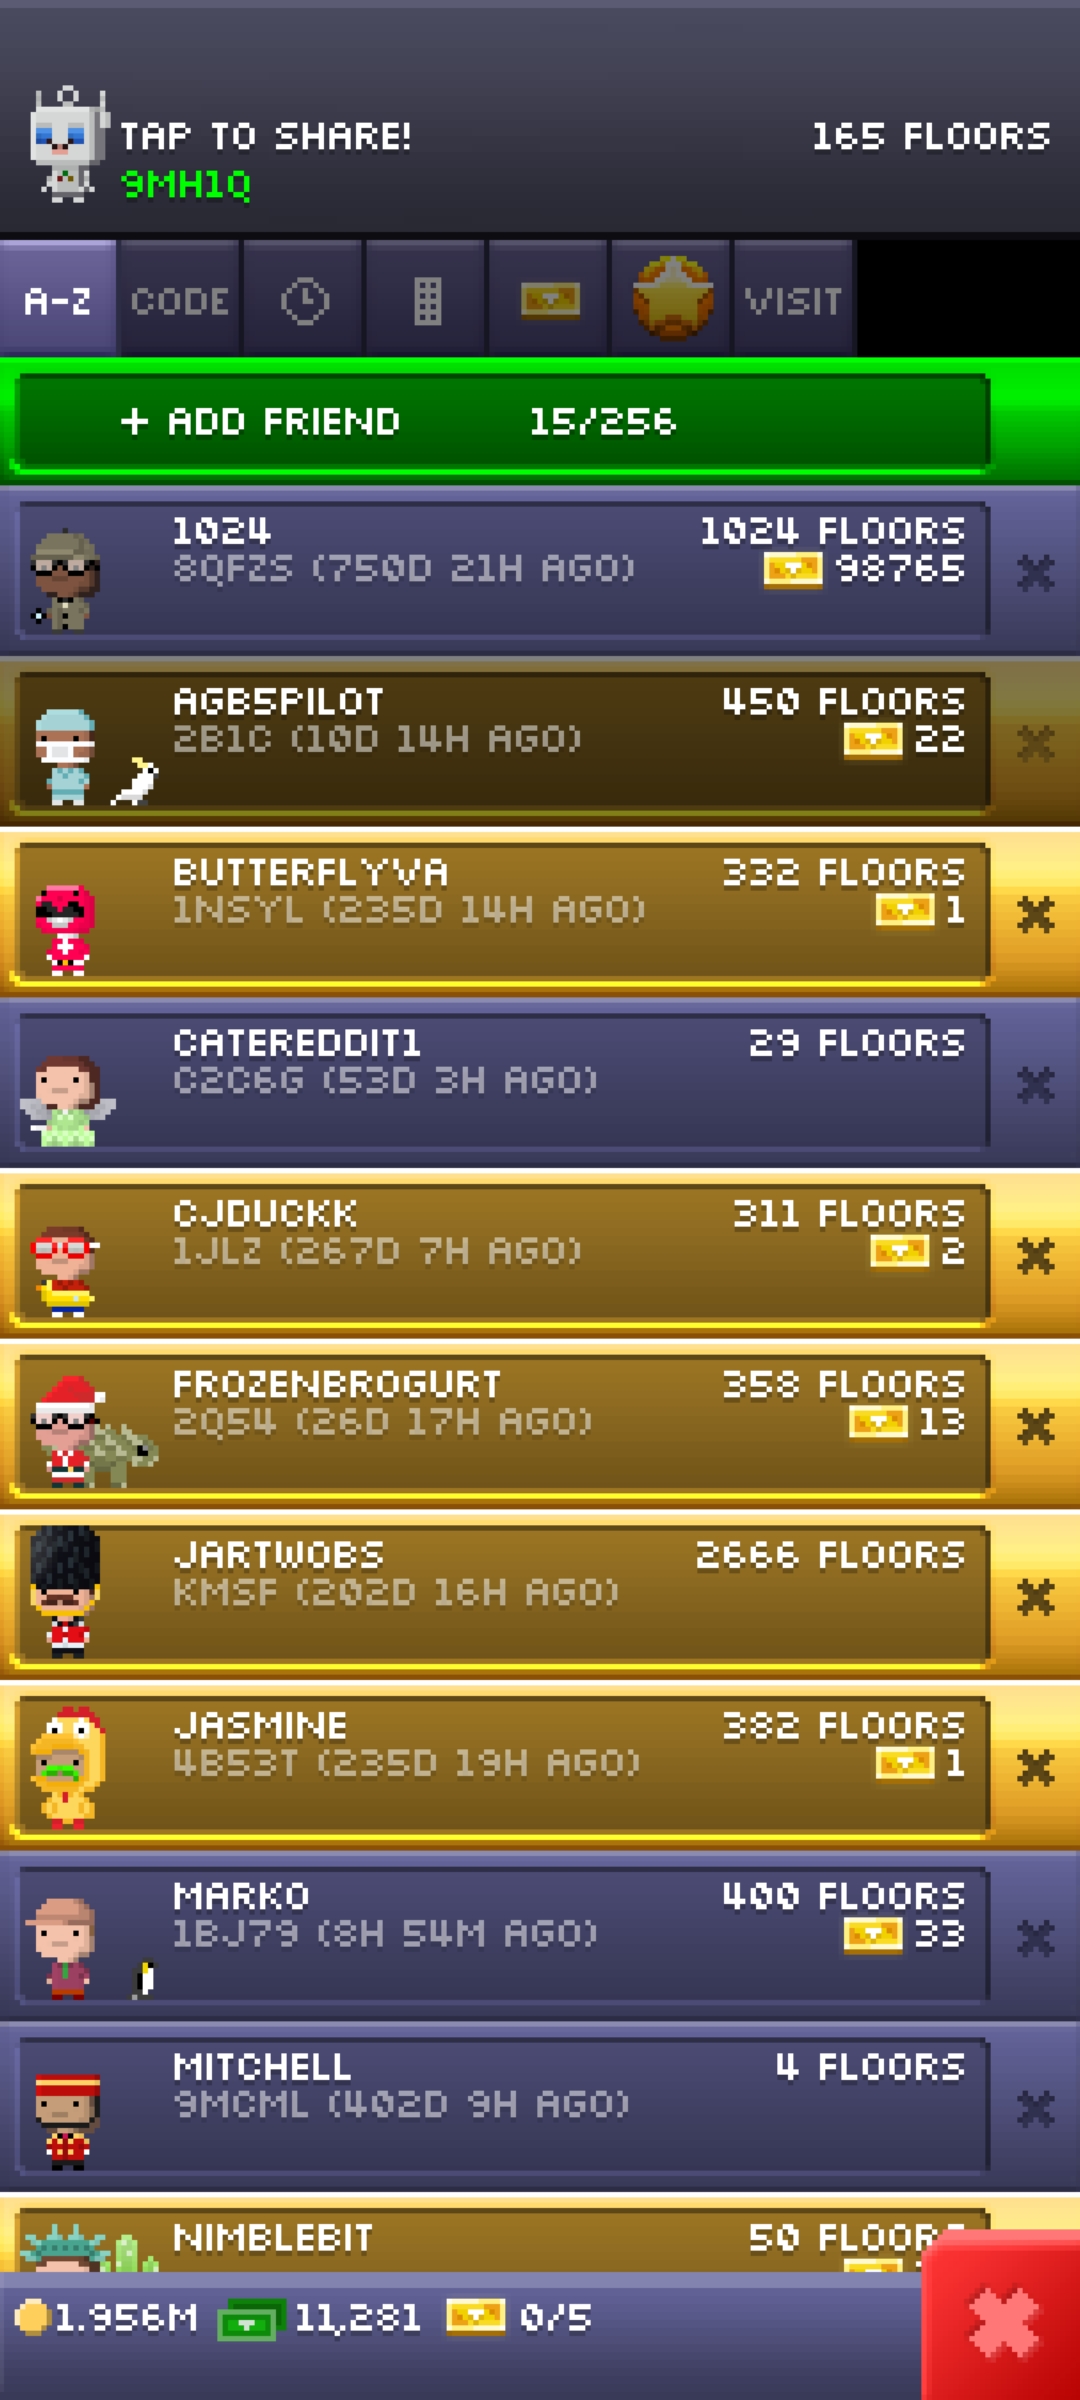 TAP TO SHARE!
165 FLOORS
9MH1Q
A-Z CODE VISIT
+ ADD FRIEND 15/256
1024 1024 FLOORS
8QFZS (750D 21H AGO) 98765
AGB5PILOT 450 FLOORS
2B1C (10D 14H AGO) 22
BUTTERFLYVA 332 FLOORS
1NSYL (235D 14H AGO) 1
CATEREDDIT1 29 FLOORS
C2C6G (53D 3H AGO)
CJDUCKK 311 FLOORS
1JLZ (267D 7H AGO) 2
FROZENBROGURT 358 FLOORS
2Q54 (26D 17H AGO) 13
JARTWOBS 2666 FLOORS
KMSF (202D 16H AGO)
JASMINE 382 FLOORS
4B53T (235D 19H AGO) 1
MARKO 400 FLOORS
1BJ79 (8H 54M AGO) 33
MITCHELL 4 FLOORS
9MCML (402D 9H AGO)
NIMBLEBIT 50 FLOORS
1.956M 11,281 0/5